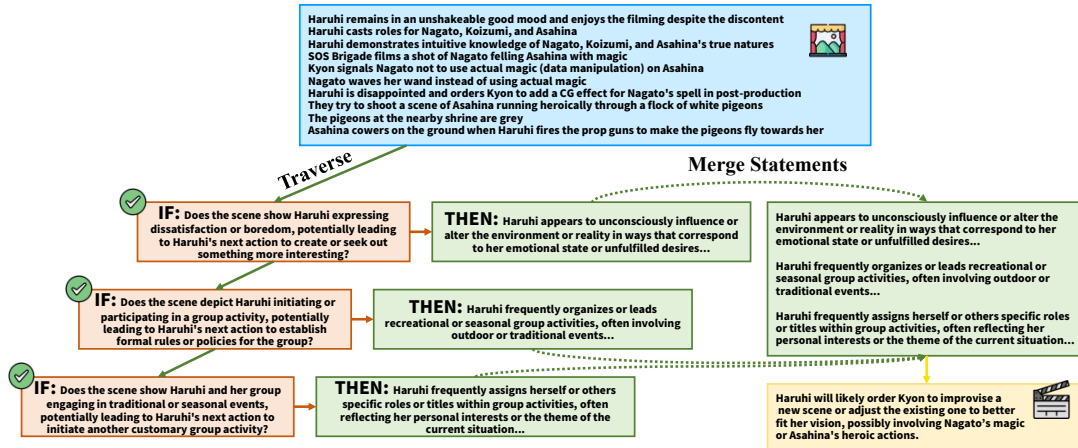 Haruhi remains in an unshakeable good mood and enjoys the filming despite the discontent
Haruhi casts roles for Nagato, Koizumi, and Asahina
Haruhi demonstrates intuitive knowledge of Nagato, Koizumi, and Asahina's true natures
SOS Brigade films a shot of Nagato felling Asahina with magic
Kyon signals Nagato not to use actual magic (data manipulation) on Asahina
Nagato waves her wand instead of using actual magic
Haruhi is disappointed and orders Kyon to add a CG effect for Nagato's spell in post-production
They try to shoot a scene of Asahina running heroically through a flock of white pigeons
The pigeons at the nearby shrine are grey
Asahina cowers on the ground when Haruhi fires the prop guns to make the pigeons fly towards her
Traverse
Merge Statements
IF: Does the scene show Haruhi expressing
dissatisfaction or boredom, potentially leading
to Haruhi's next action to create or seek out
something more interesting?
THEN: Haruhi appears to unconsciously influence or
alter the environment or reality in ways that correspond
to her emotional state or unfulfilled desires...
IF: Does the scene depict Haruhi initiating or
participating in a group activity, potentially
leading to Haruhi's next action to establish
formal rules or policies for the group?
THEN: Haruhi frequently organizes or leads
recreational or seasonal group activities, often involving
outdoor or traditional events...
IF: Does the scene show Haruhi and her group
engaging in traditional or seasonal events,
potentially leading to Haruhi's next action to
initiate another customary group activity?
THEN: Haruhi frequently assigns herself or others
specific roles or titles within group activities, often
reflecting her personal interests or the theme of the
current situation...
Haruhi appears to unconsciously influence or alter the
environment or reality in ways that correspond to her
emotional state or unfulfilled desires...
Haruhi frequently organizes or leads recreational or
seasonal group activities, often involving outdoor or
traditional events...
Haruhi frequently assigns herself or others specific roles
or titles within group activities, often reflecting her
personal interests or the theme of the current situation...
Haruhi will likely order Kyon to improvise a
new scene or adjust the existing one to better
fit her vision, possibly involving Nagato's magic
or Asahina's heroic actions.